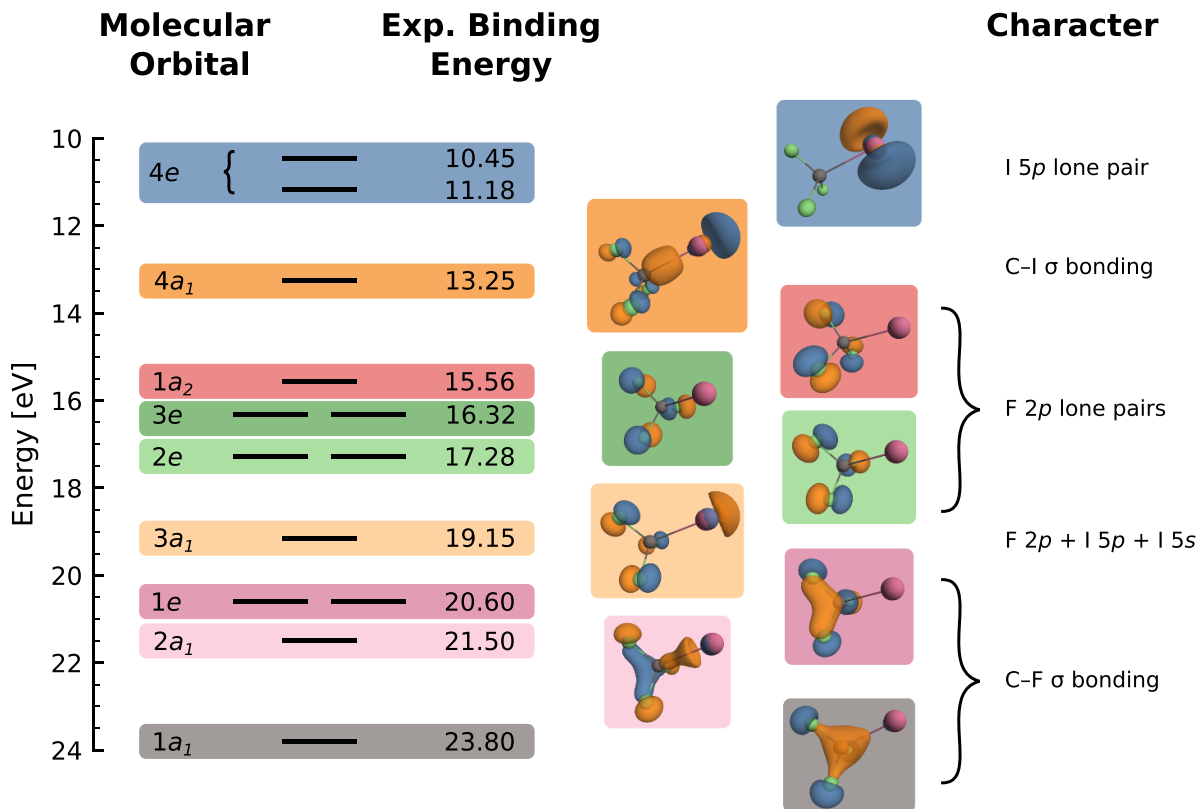 Molecular
Orbital
Exp. Binding
Energy
Character
Energy [eV]
10
12
14
16
18
20
22
24
4e { 10.45
11.18
4a₁ 13.25
1a₂ 15.56
3e 16.32
2e 17.28
3a₁ 19.15
1e 20.60
2a₁ 21.50
1a₁ 23.80
I 5p lone pair
C–I σ bonding
F 2p lone pairs
F 2p + I 5p + I 5s
C–F σ bonding